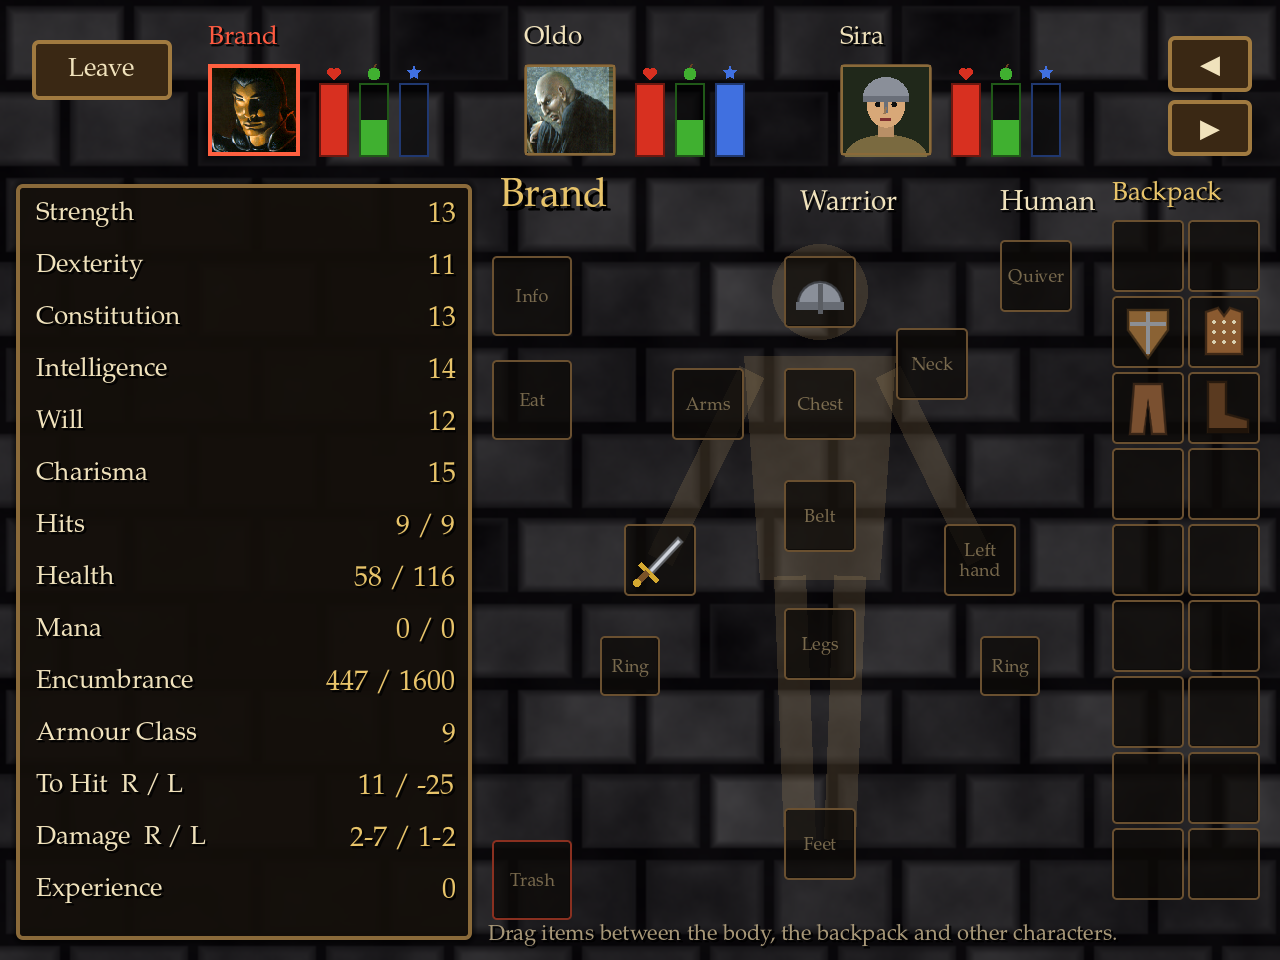 Leave
Brand
Oldo
Sira
Strength 13
Dexterity 11
Constitution 13
Intelligence 14
Will 12
Charisma 15
Hits 9 / 9
Health 58 / 116
Mana 0 / 0
Encumbrance 447 / 1600
Armour Class 9
To Hit R / L 11 / -25
Damage R / L 2-7 / 1-2
Experience 0
Brand
Warrior
Human
Backpack
Info
Quiver
Neck
Eat
Arms
Chest
Belt
Left
hand
Legs
Ring
Ring
Feet
Trash
Drag items between the body, the backpack and other characters.